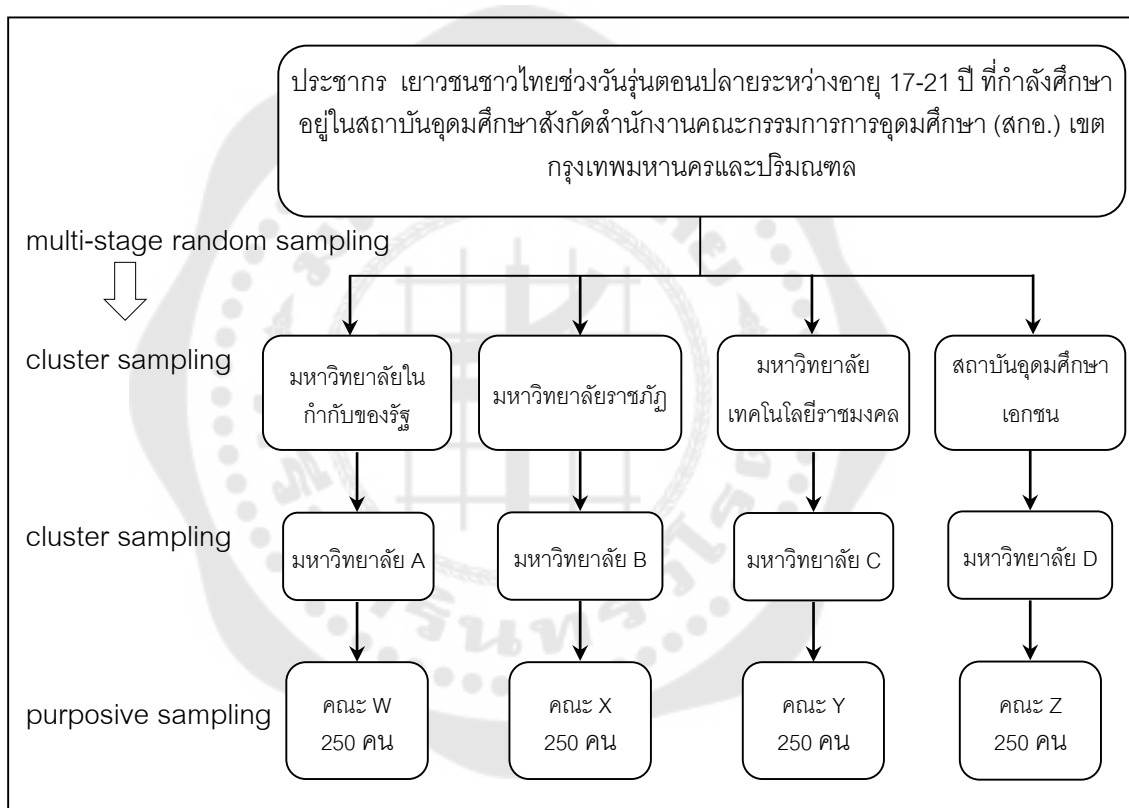 ประชากร เยาวชนชาวไทยช่วงวันรุ่นตอนปลายระหว่างอายุ 17-21 ปี ที่กำลังศึกษา
อยู่ในสถาบันอุดมศึกษาสังกัดสำนักงานคณะกรรมการการอุดมศึกษา (สกอ.) เขต
กรุงเทพมหานครและปริมณฑล
multi-stage random sampling
cluster sampling
มหาวิทยาลัยใน
กำกับของรัฐ
มหาวิทยาลัยราชภัฏ
มหาวิทยาลัย
เทคโนโลยีราชมงคล
สถาบันอุดมศึกษา
เอกชน
cluster sampling
มหาวิทยาลัย A
มหาวิทยาลัย B
มหาวิทยาลัย C
มหาวิทยาลัย D
purposive sampling
คณะ W
250 คน
คณะ X
250 คน
คณะ Y
250 คน
คณะ Z
250 คน